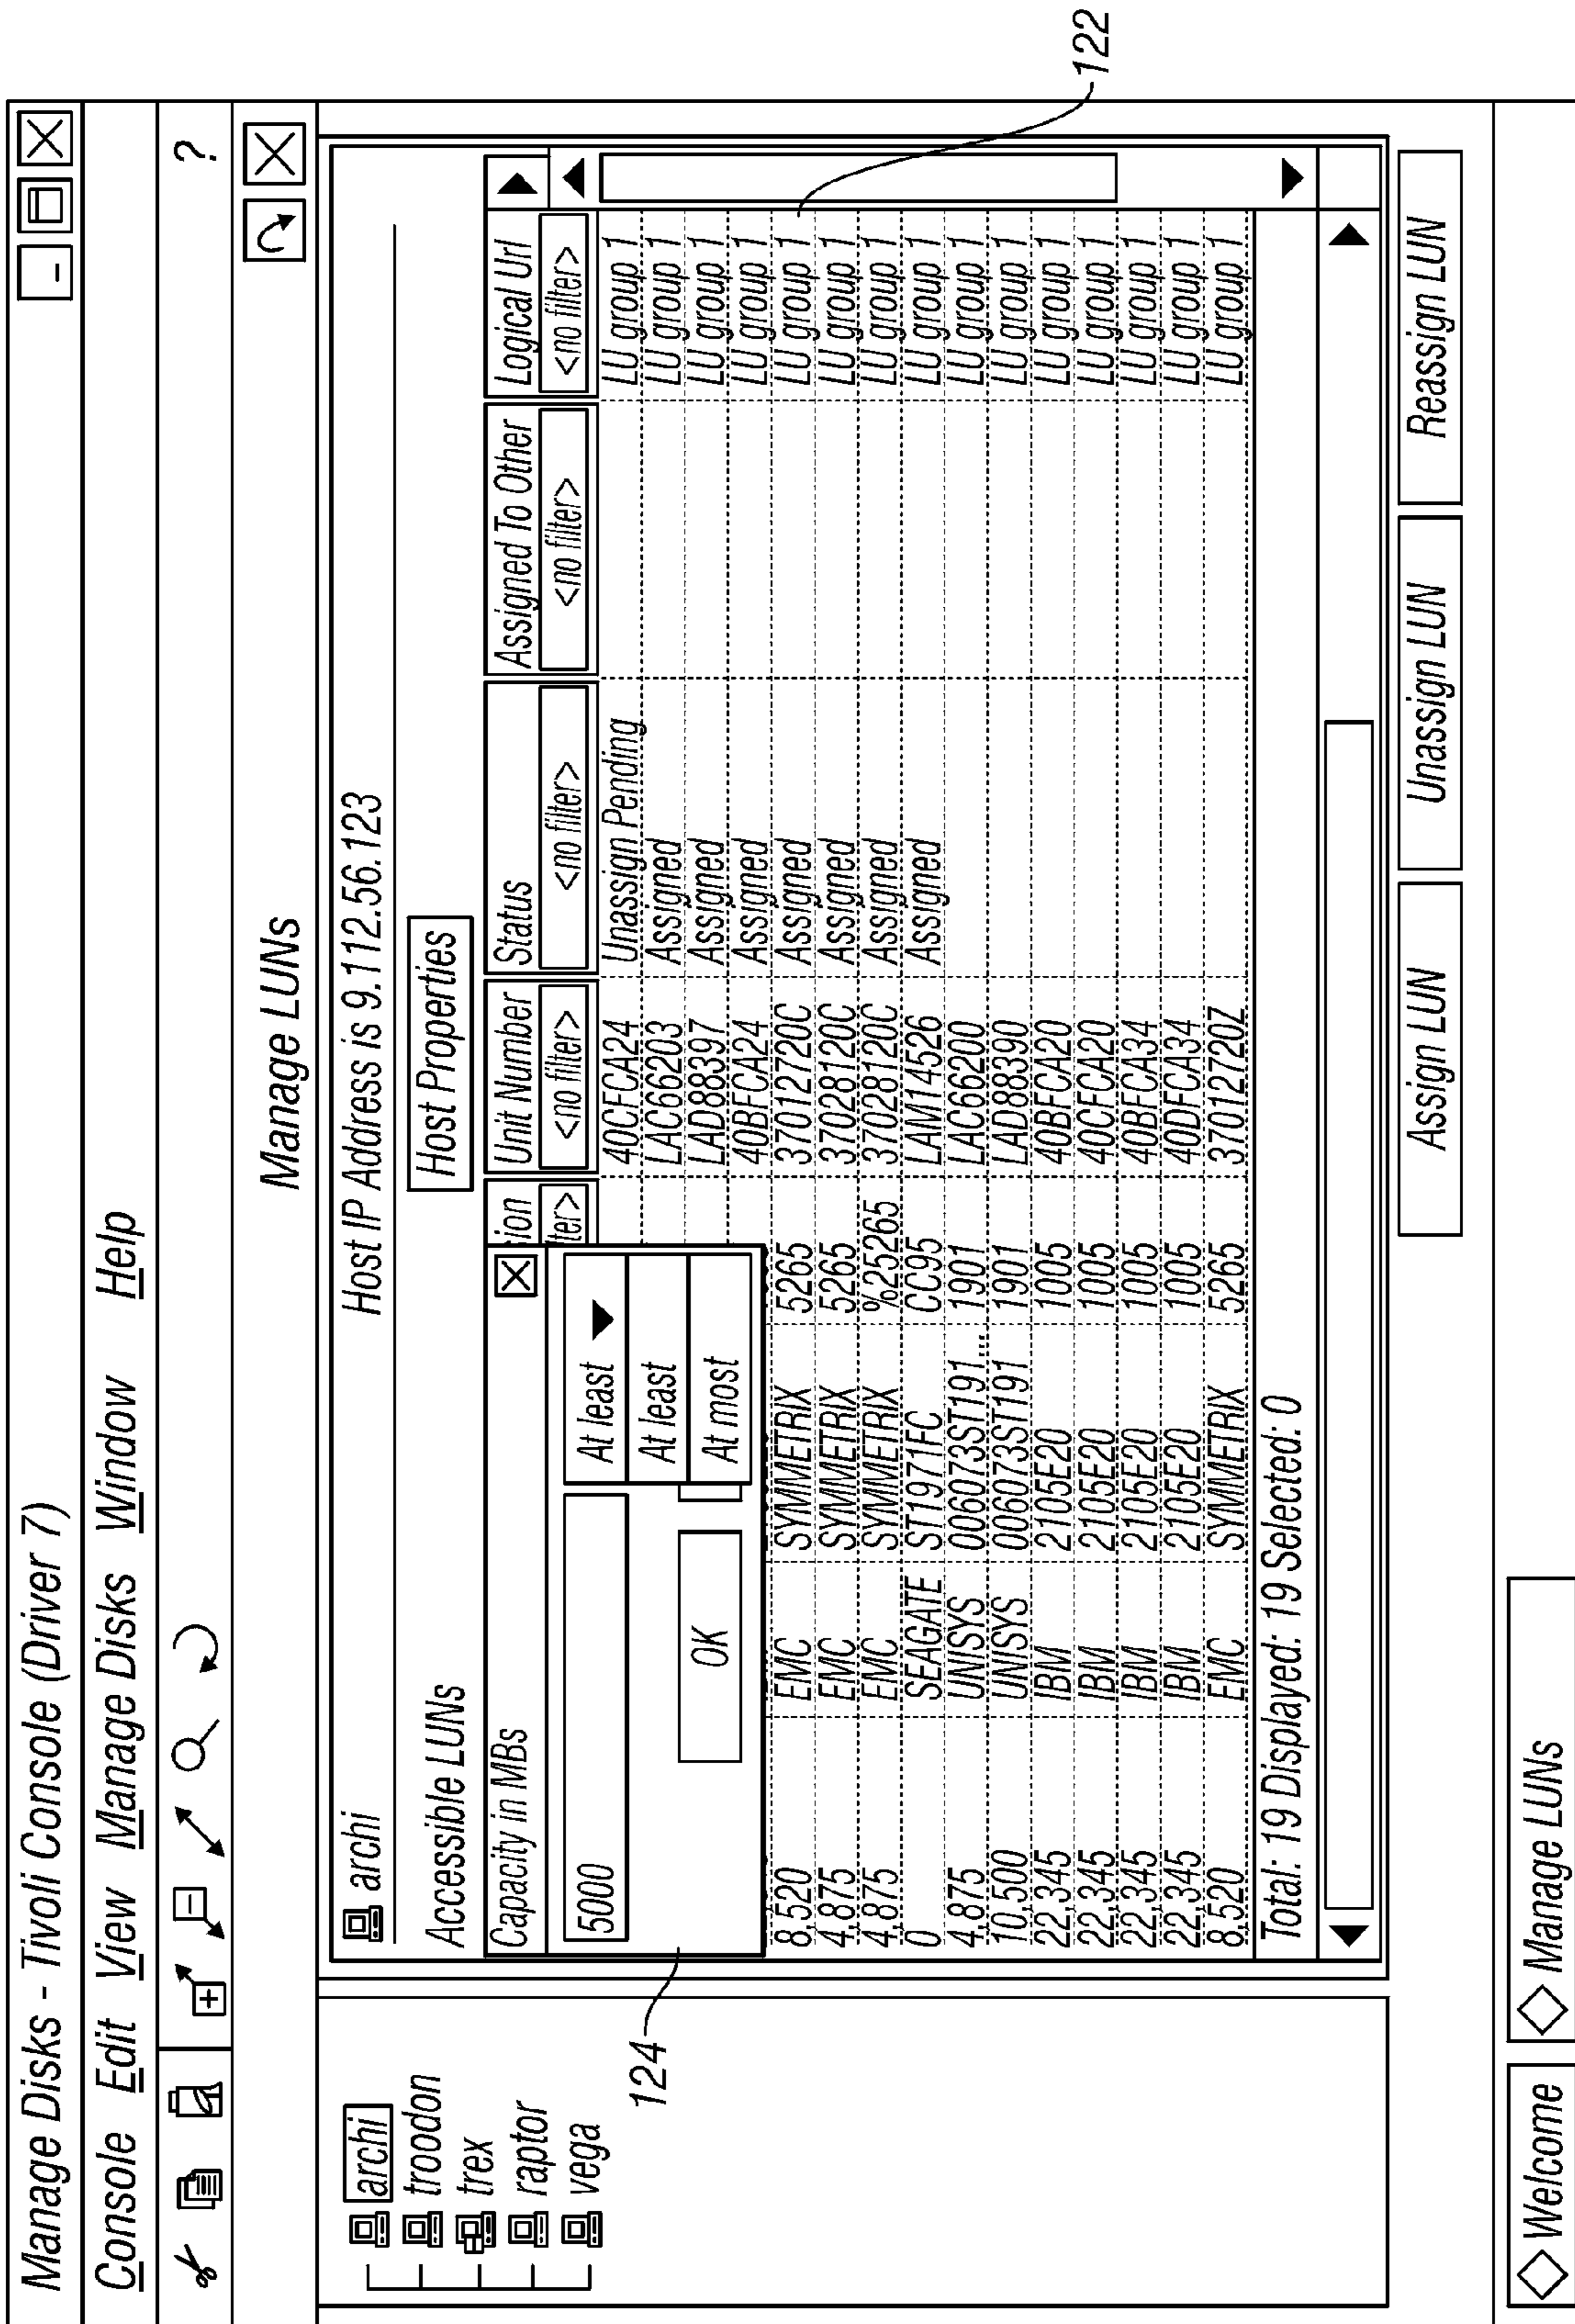 Manage Disks - Tivoli Console (Driver 7)
Console Edit View Manage Disks Window Help
?
Manage LUNs
archi
troodon
trex
raptor
vega
archi Host IP Address is 9.112.56.123
Host Properties
Accessible LUNs
Capacity in MBs
5000 At least
At least
At most
OK
124
ion Unit Number Status Assigned To Other Logical Url
lter> <no filter> <no filter> <no filter> <no filter>
40CFCA24 Unassign Pending LU group 1
LAC66203 Assigned LU group 1
LAD88397 Assigned LU group 1
40BFCA24 Assigned LU group 1
8,520 EMC SYMMETRIX 5265 37012720C Assigned LU group 1
4,875 EMC SYMMETRIX 5265 37028120C Assigned LU group 1
4,875 EMC SYMMETRIX %25265 37028120C Assigned LU group 1
0 SEAGATE ST1971FC CC95 LAM14526 Assigned LU group 1
4,875 UNISYS 006073ST191... 1901 LAC66200 LU group 1
10,500 UNISYS 006073ST191 1901 LAD88390 LU group 1
22,345 IBM 2105E20 1005 40BFCA20 LU group 1
22,345 IBM 2105E20 1005 40CFCA20 LU group 1
22,345 IBM 2105E20 1005 40BFCA34 LU group 1
22,345 IBM 2105E20 1005 40DFCA34 LU group 1
8,520 EMC SYMMETRIX 5265 37012720Z LU group 1
122
Total: 19 Displayed: 19 Selected: 0
Assign LUN Unassign LUN Reassign LUN
Welcome Manage LUNs